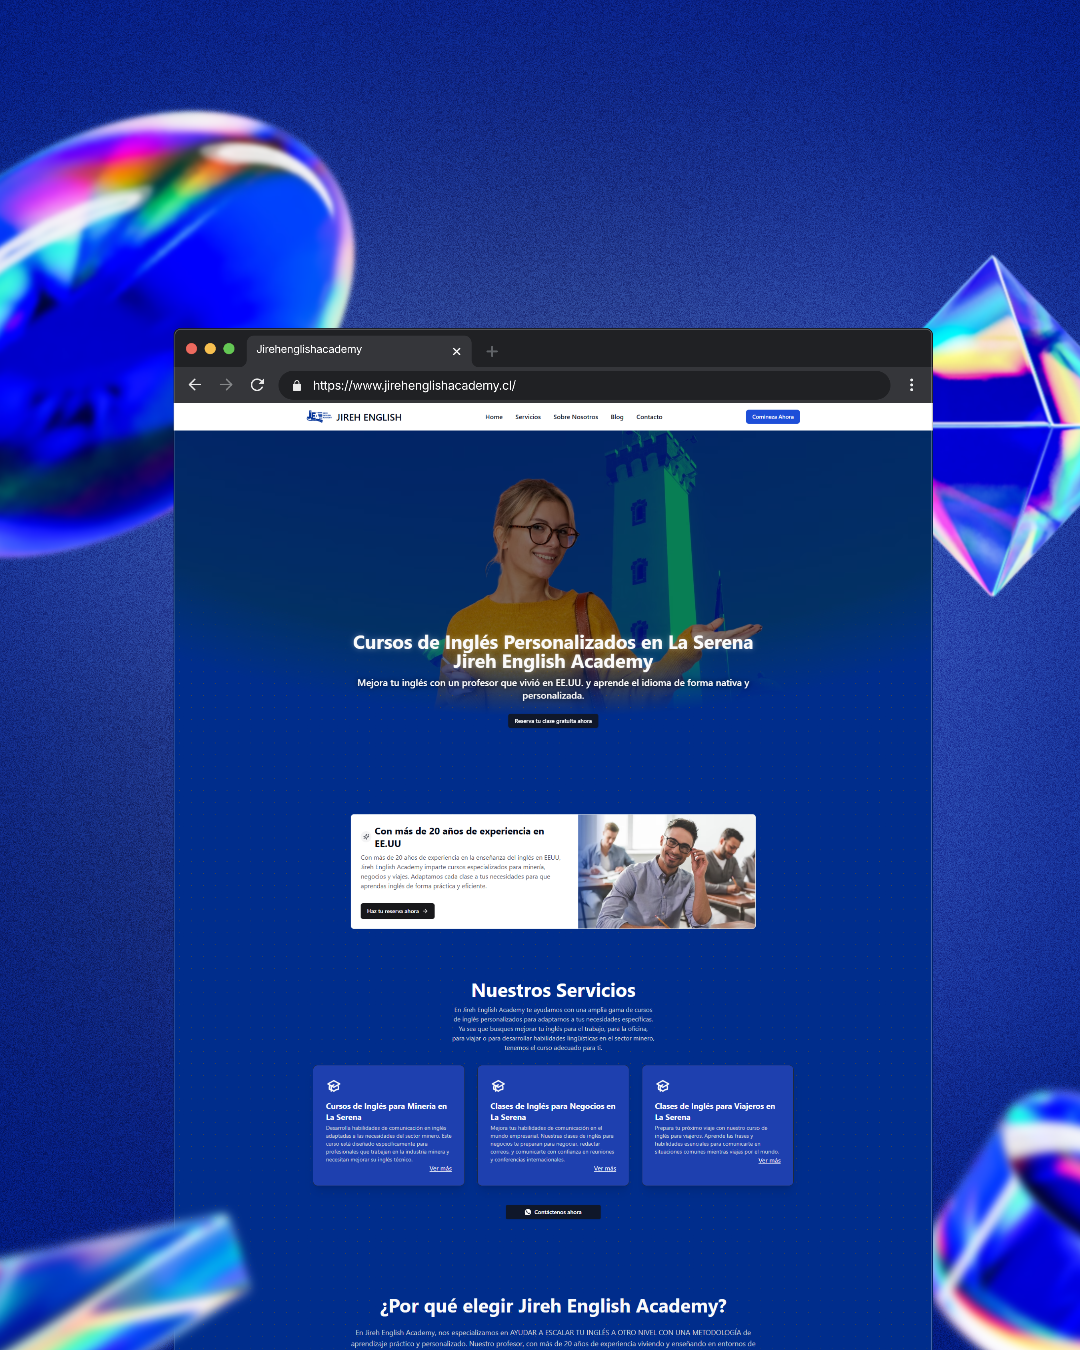 Jirehenglishacademy
https://www.jirehenglishacademy.cl/
JIREH ENGLISH
Home Servicios Sobre Nosotros Blog Contacto
Comineza Ahora
Cursos de Inglés Personalizados en La Serena
Jireh English Academy
Mejora tu inglés con un profesor que vivió en EE.UU. y aprende el idioma de forma nativa y
personalizada.
Reserva tu clase gratuita ahora
Con más de 20 años de experiencia en
EE.UU
Con más de 20 años de experiencia en la enseñanza del inglés en EEUU,
Jireh English Academy imparte cursos especializados para minería,
negocios y viajes. Adaptamos cada clase a tus necesidades para que
aprendas inglés de forma práctica y eficiente.
Haz tu reserva ahora
Nuestros Servicios
En Jireh English Academy te ayudamos con una amplia gama de cursos
de inglés personalizados para adaptarnos a tus necesidades específicas.
Ya sea que busques mejorar tu inglés para el trabajo, para la oficina,
para viajar o para desarrollar habilidades lingüísticas en el sector minero,
tenemos el curso adecuado para ti.
Cursos de Inglés para Minería en
La Serena
Desarrolla habilidades de comunicación en inglés
adaptadas a las necesidades del sector minero. Este
curso está diseñado específicamente para
profesionales que trabajan en la industria minera y
necesitan mejorar su inglés técnico.
Ver más
Clases de Inglés para Negocios en
La Serena
Mejora tus habilidades de comunicación en el
mundo empresarial. Nuestras clases de inglés para
negocios te preparan para negociar, redactar
correos, y comunicarte con confianza en reuniones
y conferencias internacionales.
Ver más
Clases de Inglés para Viajeros en
La Serena
Prepara tu próximo viaje con nuestro curso de
inglés para viajeros. Aprende las frases y
habilidades esenciales para comunicarte en
situaciones comunes mientras viajas por el mundo.
Ver más
Contáctenos ahora
¿Por qué elegir Jireh English Academy?
En Jireh English Academy, nos especializamos en AYUDAR A ESCALAR TU INGLÉS A OTRO NIVEL CON UNA METODOLOGÍA de
aprendizaje práctico y personalizado. Nuestro profesor, con más de 20 años de experiencia viviendo y enseñando en entornos de